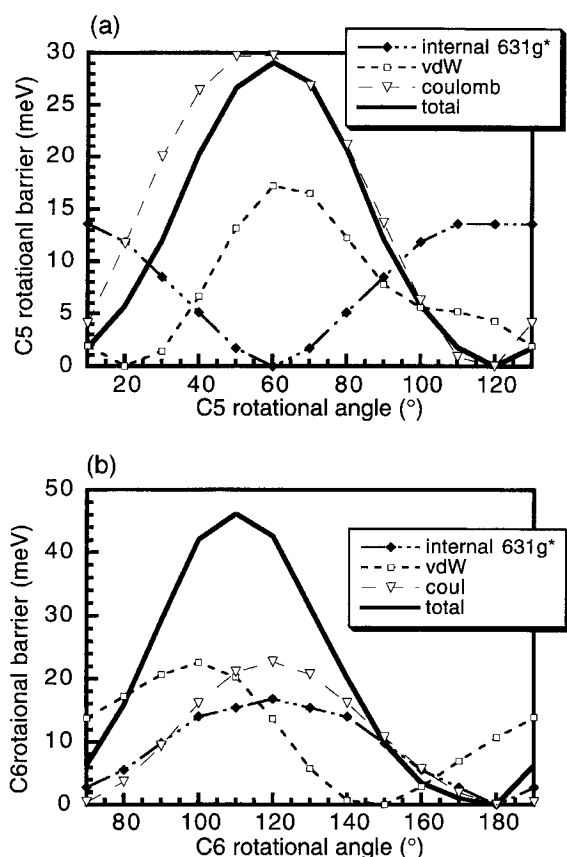 (a)
internal 631g*
vdW
coulomb
total
C5 rotatioanl barrier (meV)
30
25
20
15
10
5
0
20 40 60 80 100 120
C5 rotational angle (°)
(b)
internal 631g*
vdW
coul
total
C6rotaional barrier (meV)
50
40
30
20
10
0
80 100 120 140 160 180
C6 rotational angle (°)